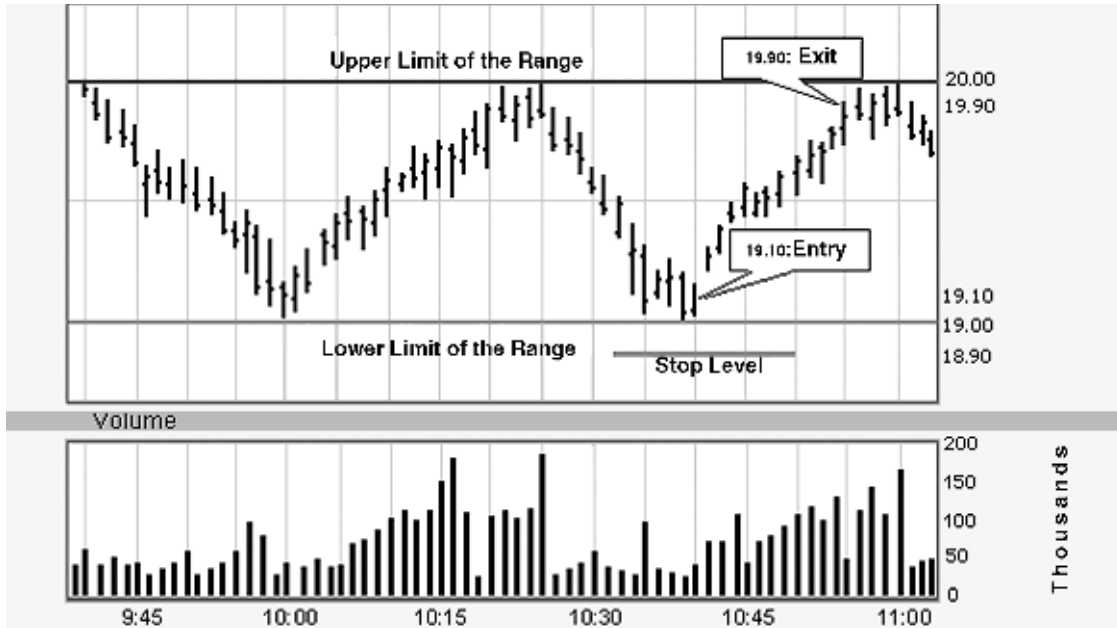 Upper Limit of the Range
19.90: Exit
20.00
19.90
19.10:Entry
19.10
19.00
18.90
Lower Limit of the Range
Stop Level
Volume
200
150
100
50
0
Thousands
9:45 10:00 10:15 10:30 10:45 11:00